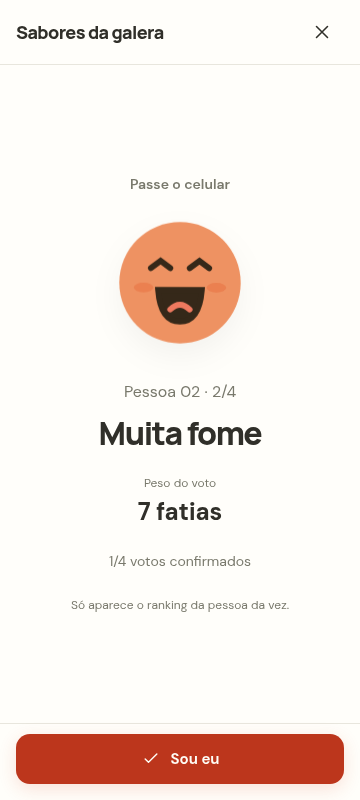 Sabores da galera
Passe o celular
Pessoa 02 · 2/4
Muita fome
Peso do voto
7 fatias
1/4 votos confirmados
Só aparece o ranking da pessoa da vez.
Sou eu